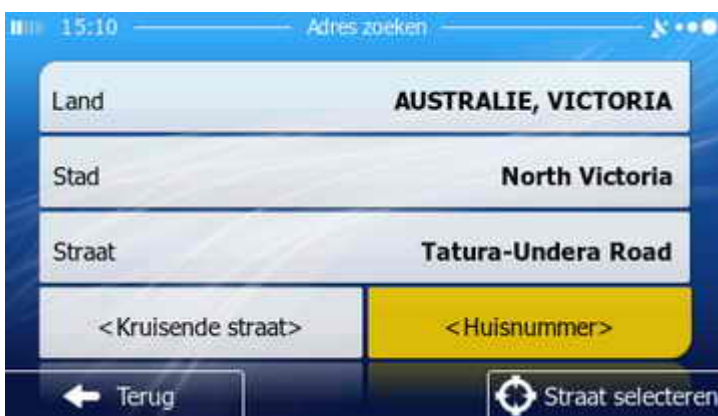 15:10 Adres zoeken
Land AUSTRALIE, VICTORIA
Stad North Victoria
Straat Tatura-Undera Road
<Kruisende straat> <Huisnummer>
Terug Straat selecteren